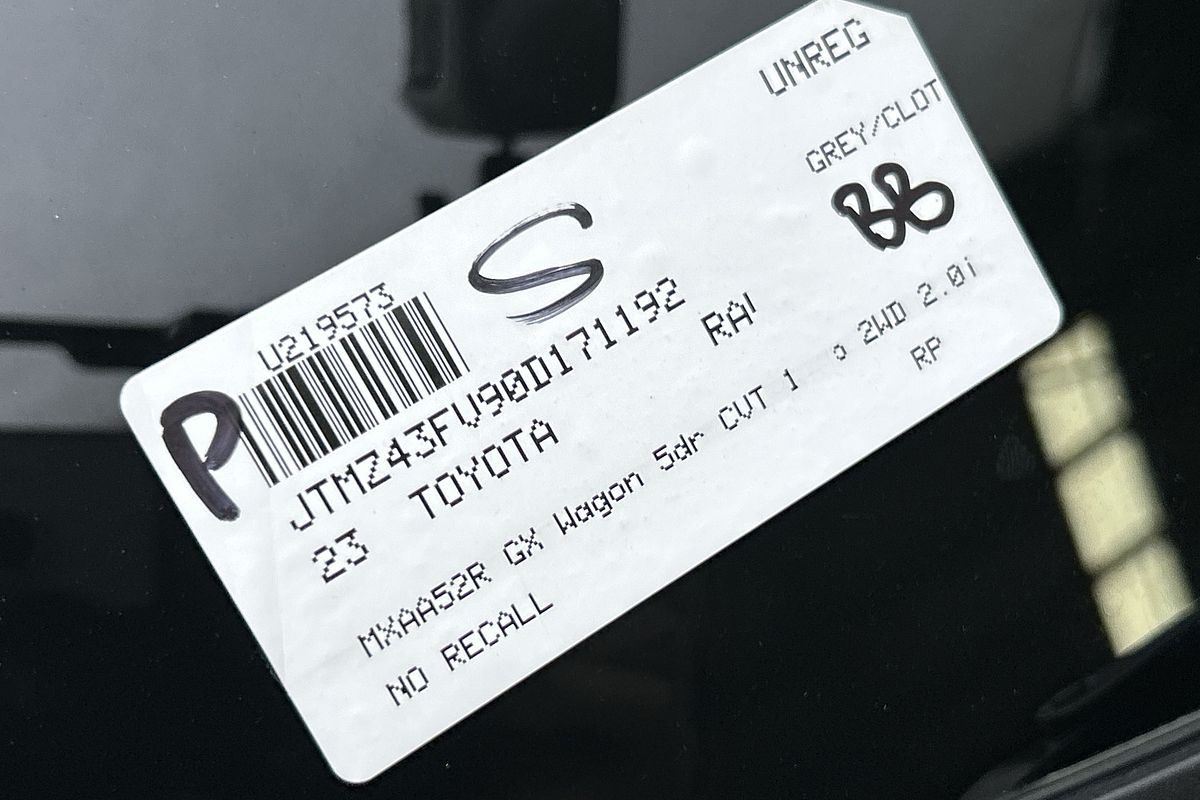 UNREG
GREY/CLOT
BB
S
U219573
P
JTMZ43FV90D171192
23 TOYOTA
MXAA52R GX Wagon 5dr CVT 1 o 2WD 2.0i
NO RECALL
RP